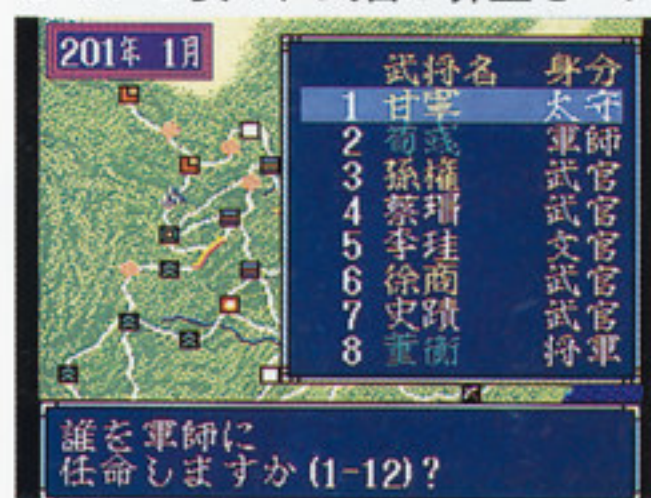 201年 1月
武将名 身分
1 甘寧 太守
2 荀彧 軍師
3 孫権 武官
4 蔡瑁 武官
5 李珪 文官
6 徐商 武官
7 史蹟 武官
8 董衡 将軍
誰を軍師に
任命しますか(1-12)?